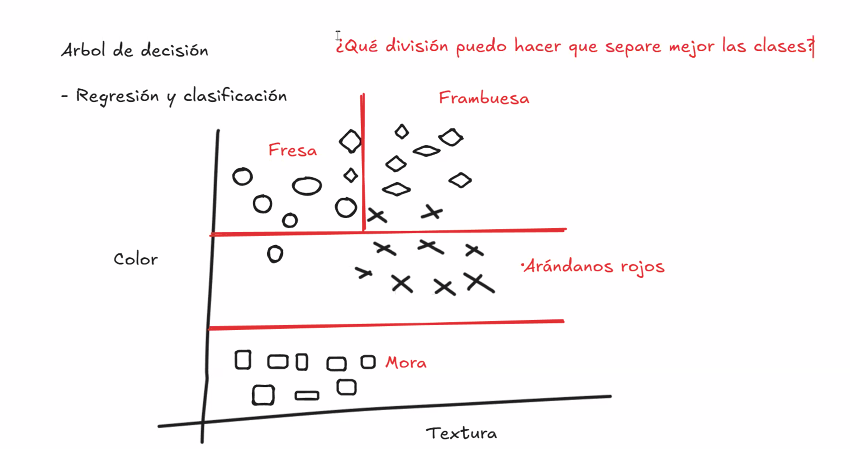 Arbol de decisión
¿Qué división puedo hacer que separe mejor las clases?
- Regresión y clasificación
Frambuesa
Fresa
Color
·Arándanos rojos
Mora
Textura